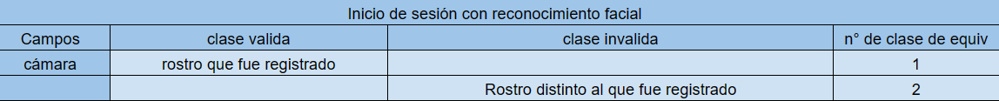 Inicio de sesión con reconocimiento facial
Campos clase valida clase invalida n° de clase de equiv
cámara rostro que fue registrado 1
Rostro distinto al que fue registrado 2